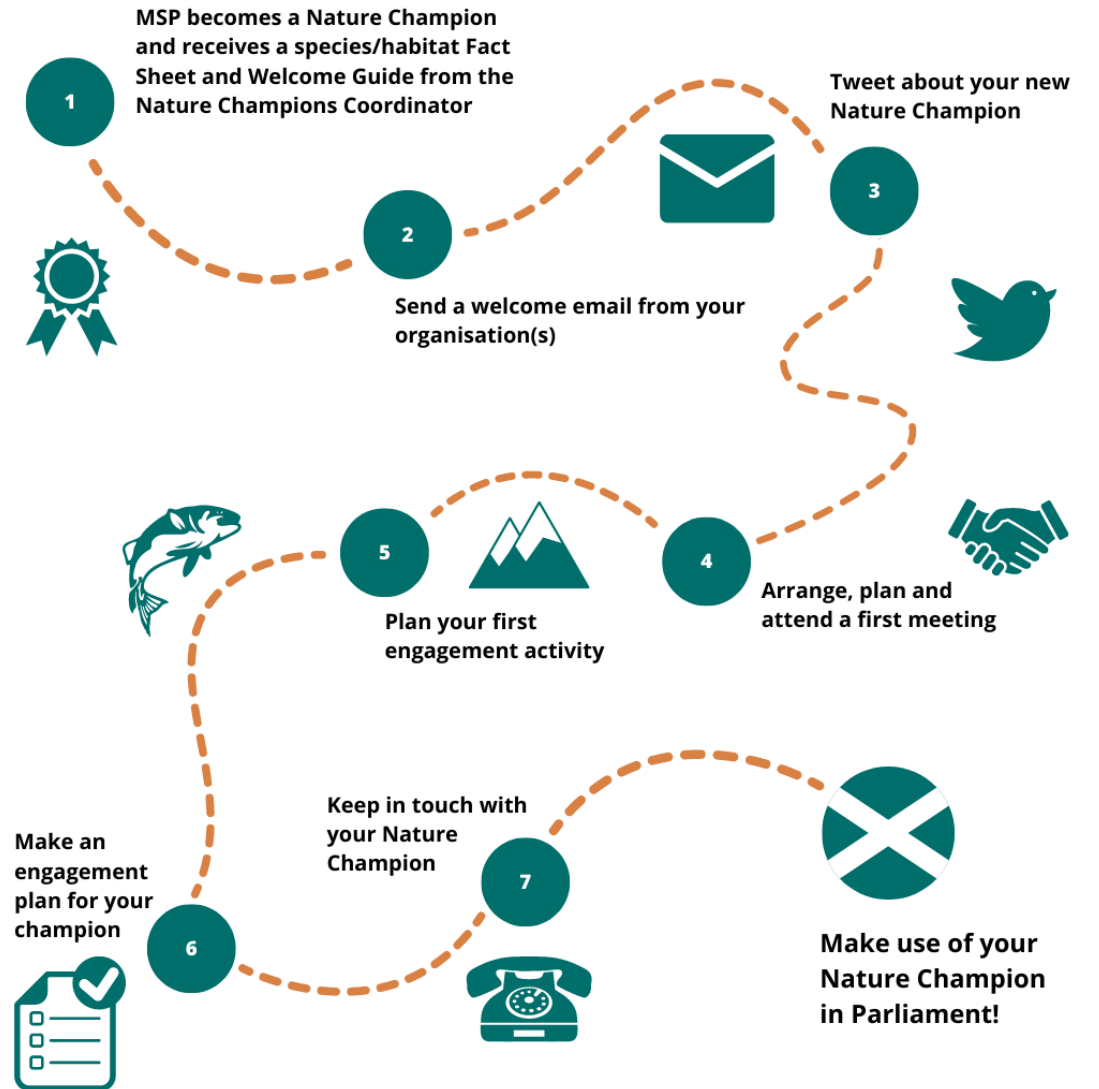 1
MSP becomes a Nature Champion
and receives a species/habitat Fact
Sheet and Welcome Guide from the
Nature Champions Coordinator
2
Send a welcome email from your
organisation(s)
Tweet about your new
Nature Champion
3
4
Arrange, plan and
attend a first meeting
5
Plan your first
engagement activity
Make an
engagement
plan for your
champion
6
Keep in touch with
your Nature
Champion
7
Make use of your
Nature Champion
in Parliament!